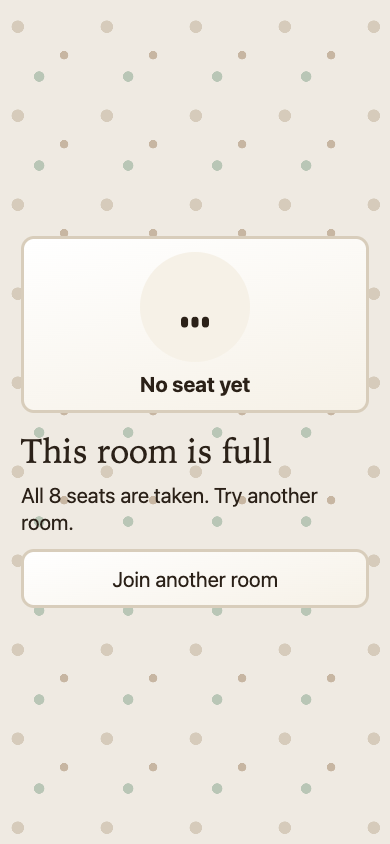 ...
No seat yet
This room is full
All 8 seats are taken. Try another
room.
Join another room